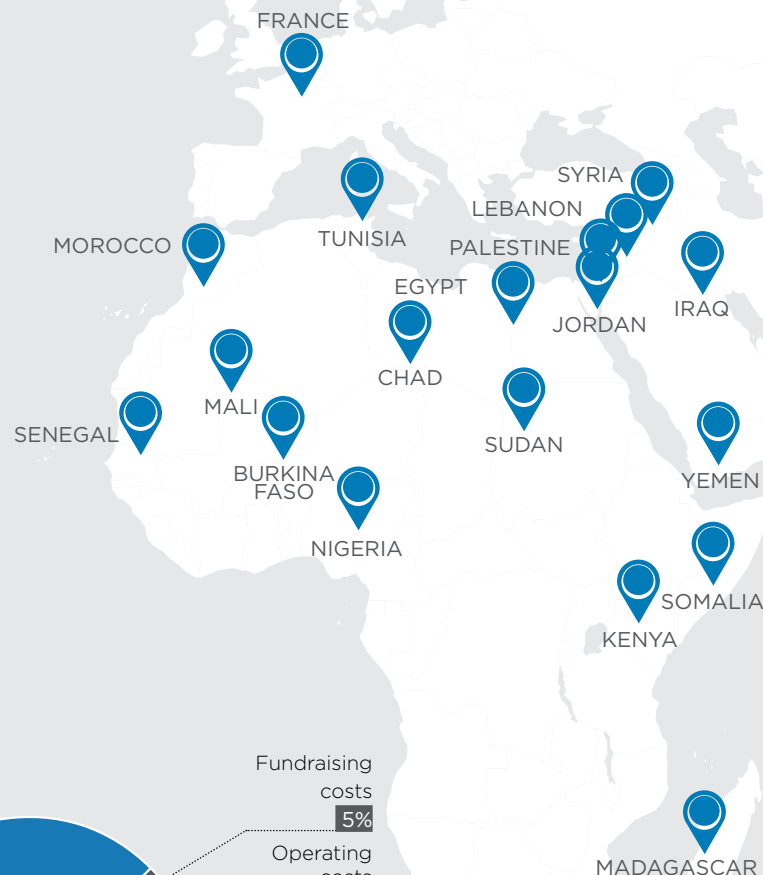 FRANCE
SYRIA
LEBANON
MOROCCO
TUNISIA
PALESTINE
EGYPT
IRAQ
JORDAN
CHAD
MALI
SENEGAL
SUDAN
BURKINA
FASO
YEMEN
NIGERIA
SOMALIA
KENYA
Fundraising
costs
5%
Operating
costs
MADAGASCAR